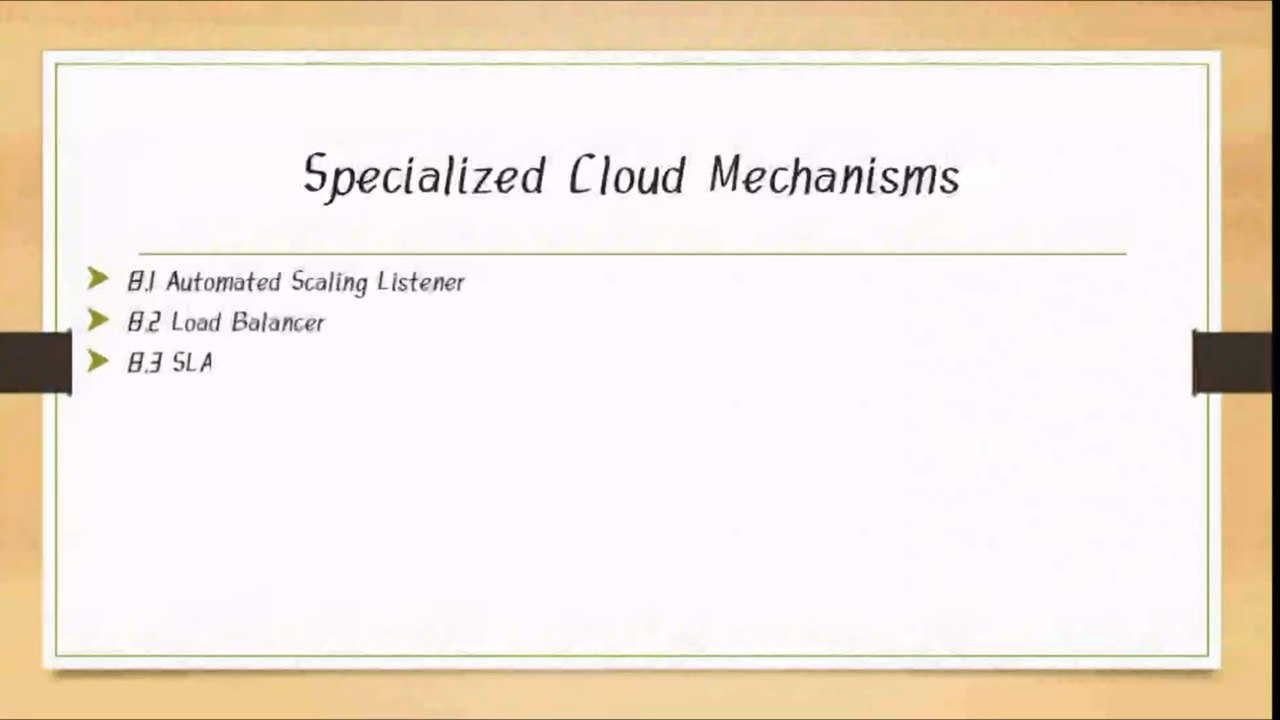 Specialized Cloud Mechanisms
8.1 Automated Scaling Listener
8.2 Load Balancer
8.3 SLA